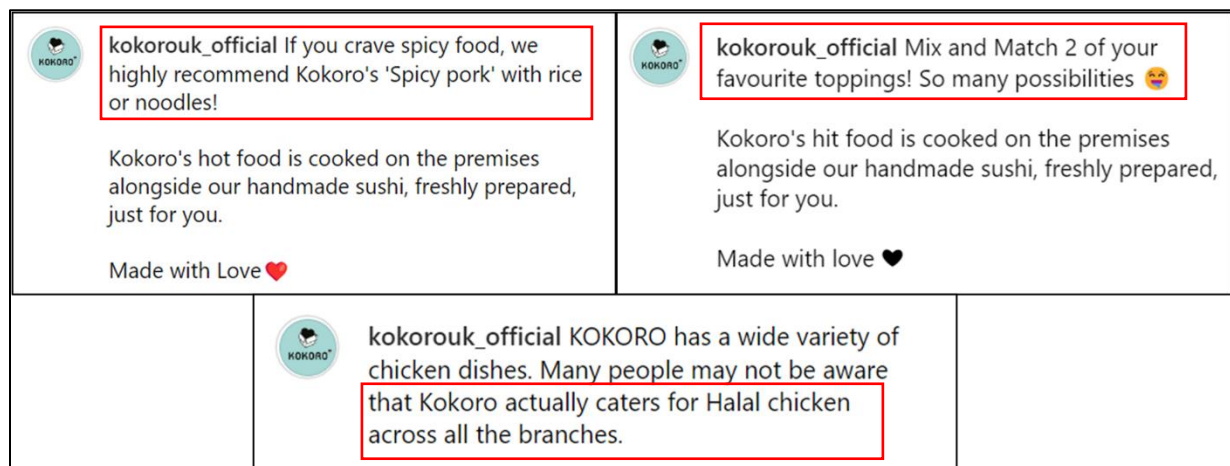 KOKORO
kokorouk_official If you crave spicy food, we
highly recommend Kokoro's 'Spicy pork' with rice
or noodles!
Kokoro's hot food is cooked on the premises
alongside our handmade sushi, freshly prepared,
just for you.
Made with Love ❤️
KOKORO
kokorouk_official Mix and Match 2 of your
favourite toppings! So many possibilities 😝
Kokoro's hit food is cooked on the premises
alongside our handmade sushi, freshly prepared,
just for you.
Made with love 🖤
KOKORO
kokorouk_official KOKORO has a wide variety of
chicken dishes. Many people may not be aware
that Kokoro actually caters for Halal chicken
across all the branches.